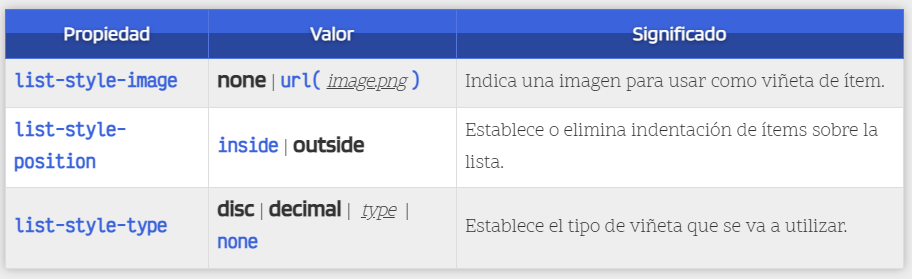 Propiedad Valor Significado
list-style-image none | url( image.png ) Indica una imagen para usar como viñeta de ítem.
list-style-
position
inside | outside
Establece o elimina indentación de ítems sobre la
lista.
list-style-type
disc | decimal | type |
none
Establece el tipo de viñeta que se va a utilizar.